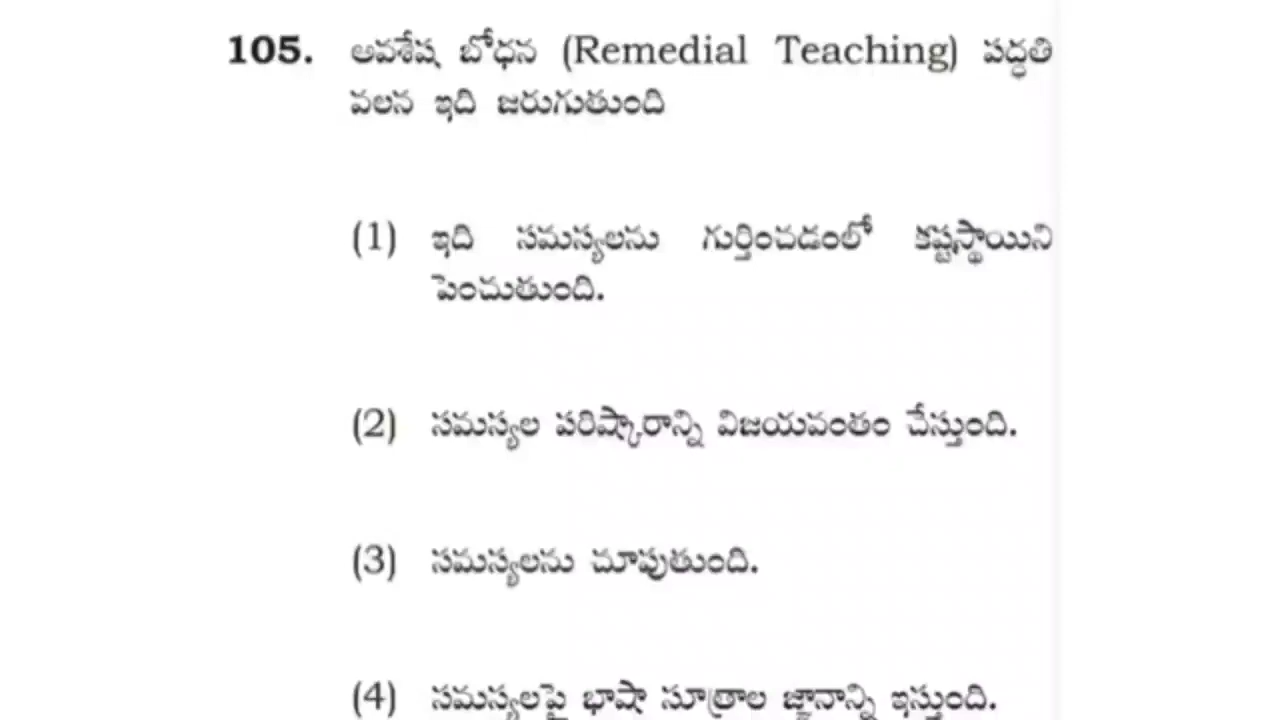 105. అవశేష బోధన (Remedial Teaching) పద్ధతి
వలన ఇది జరుగుతుంది
(1) ఇది సమస్యలను గుర్తించడంలో కష్టస్థాయిని
పెంచుతుంది.
(2) సమస్యల పరిష్కారాన్ని విజయవంతం చేస్తుంది.
(3) సమస్యలను చూపుతుంది.
(4) సమస్యలపై భాషా సూత్రాల జ్ఞానాన్ని ఇస్తుంది.